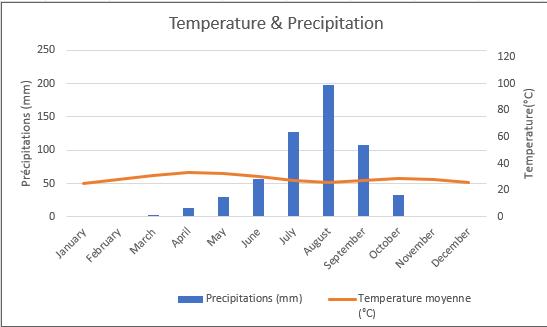 Temperature & Precipitation
Précipitations (mm)
250
200
150
100
50
0
120
100
80
60
40
20
0
Temperature(°C)
January
February
March
April
May
June
July
August
September
October
November
December
Precipitations (mm)
Temperature moyenne
(°C)